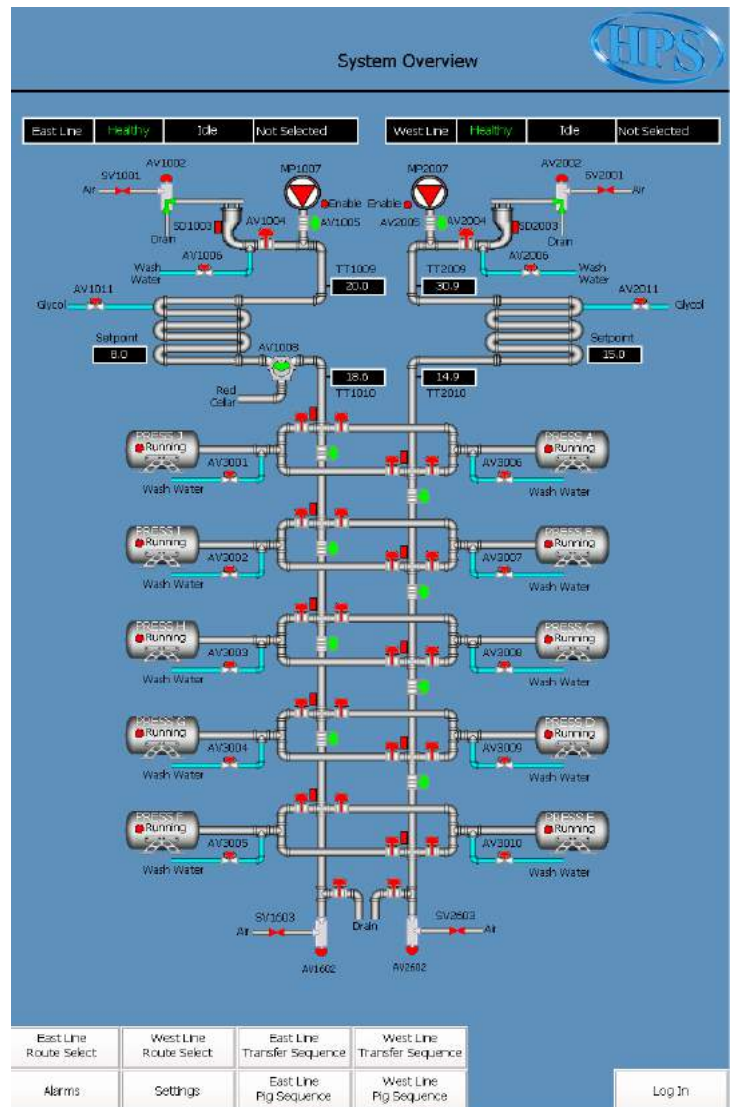 HPS
System Overview
East Line Healthy Idle Not Selected
West Line Healthy Idle Not Selected
AV1002
SV1001
Air
MP1007
MP2007
AV2002
SV2001
Air
Enable
Enable
SD1003
AV1004
AV1005
AV2005
AV2004
SD2003
Drain
Drain
AV1006
AV2006
Wash
Water
Wash
Water
TT1009
20.0
TT2009
30.9
AV1011
Glycol
AV2011
Glycol
Setpoint
8.0
AV1008
Setpoint
15.0
Red
Cellar
18.6
TT1010
14.9
TT2010
PRESS J
Running
AV3001
Wash Water
PRESS A
Running
AV3006
Wash Water
PRESS I
Running
AV3002
Wash Water
PRESS B
Running
AV3007
Wash Water
PRESS H
Running
AV3003
Wash Water
PRESS C
Running
AV3008
Wash Water
PRESS G
Running
AV3004
Wash Water
PRESS D
Running
AV3009
Wash Water
PRESS F
Running
AV3005
Wash Water
PRESS E
Running
AV3010
Wash Water
SV1603
Air
Drain
SV2603
Air
AV1602
AV2602
East Line
Route Select
West Line
Route Select
East Line
Transfer Sequence
West Line
Transfer Sequence
Alarms
Settings
East Line
Pig Sequence
West Line
Pig Sequence
Log In